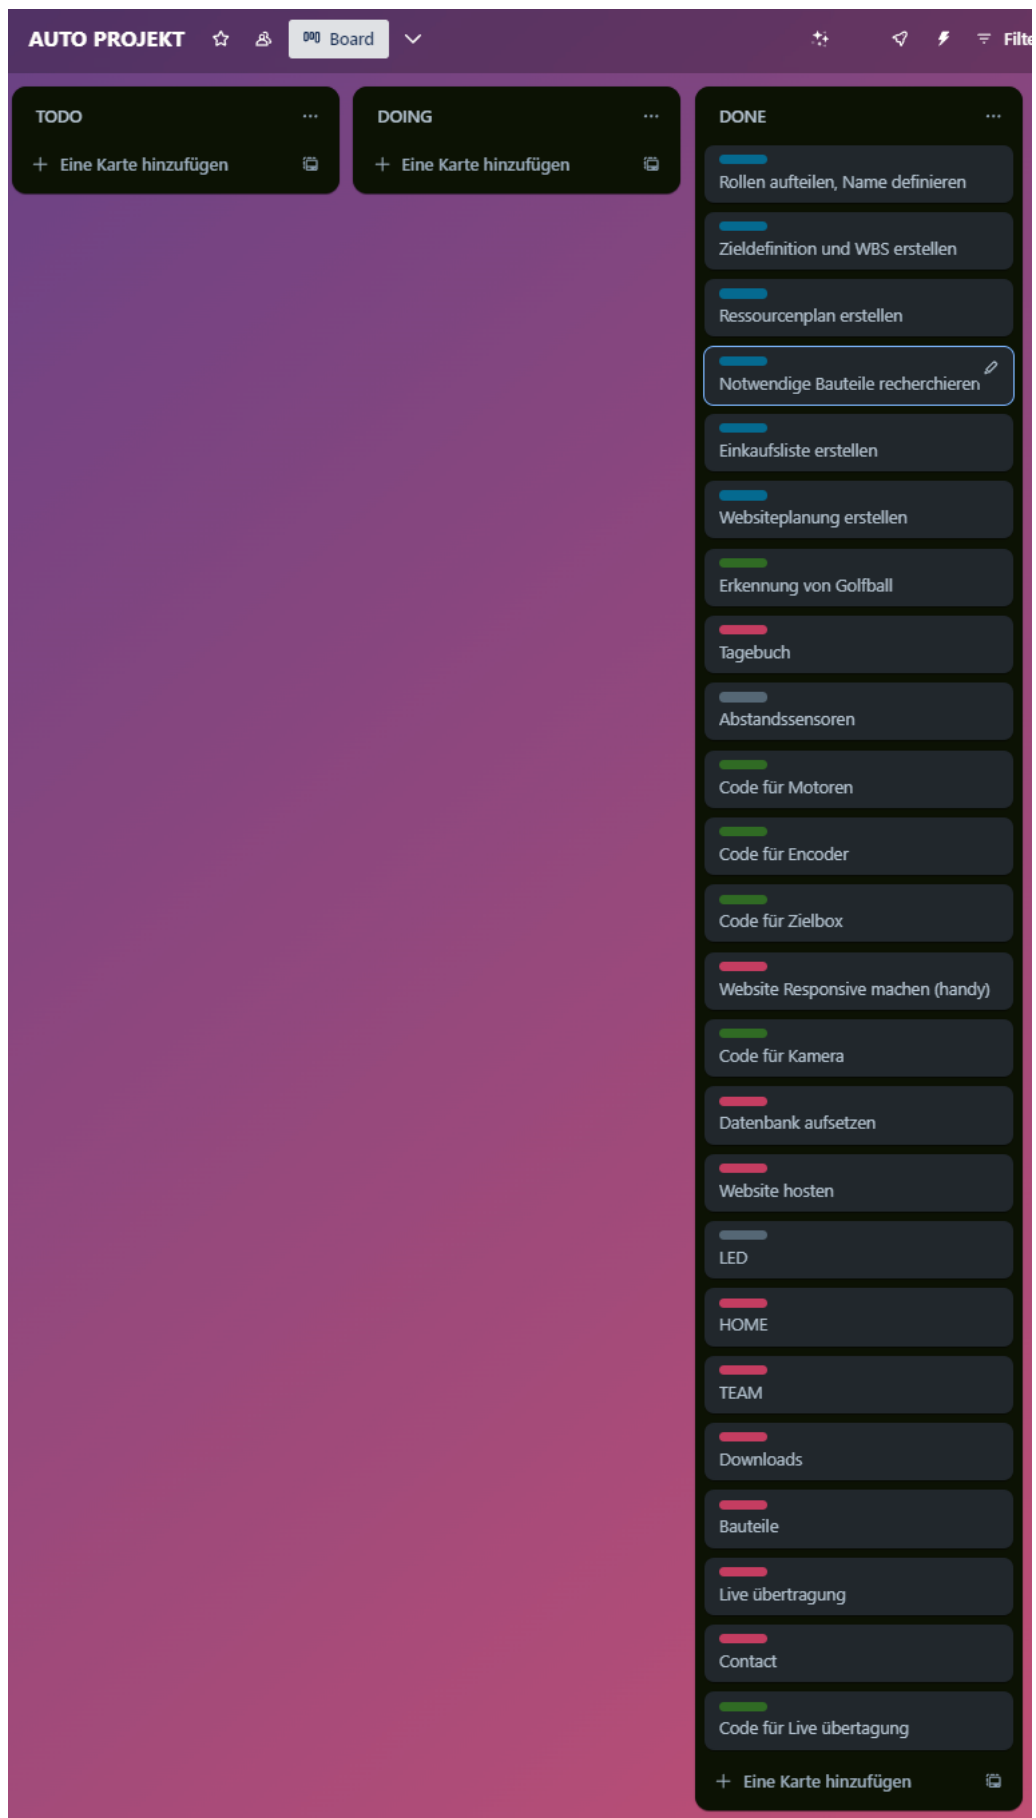 AUTO PROJEKT
Board
Filte
TODO
Eine Karte hinzufügen
DOING
Eine Karte hinzufügen
DONE
Rollen aufteilen, Name definieren
Zieldefinition und WBS erstellen
Ressourcenplan erstellen
Notwendige Bauteile recherchieren
Einkaufsliste erstellen
Websiteplanung erstellen
Erkennung von Golfball
Tagebuch
Abstandssensoren
Code für Motoren
Code für Encoder
Code für Zielbox
Website Responsive machen (handy)
Code für Kamera
Datenbank aufsetzen
Website hosten
LED
HOME
TEAM
Downloads
Bauteile
Live übertragung
Contact
Code für Live übertagung
Eine Karte hinzufügen